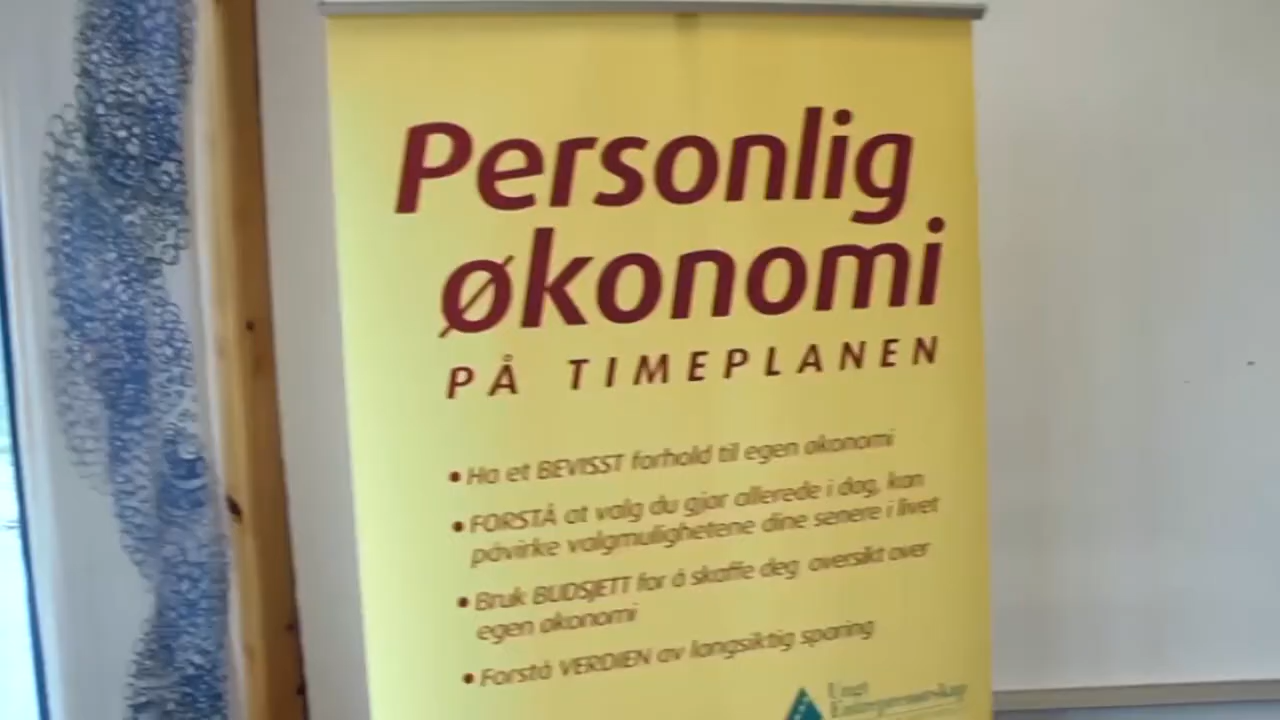 Personlig
økonomi
PÅ TIMEPLANEN
• Ha et BEVISST forhold til egen økonomi
• FORSTÅ at valg du gjør allerede i dag, kan
påvirke valgmulighetene dine senere i livet
• Bruk BUDSJETT for å skaffe deg oversikt over
egen økonomi
• Forstå VERDIEN av langsiktig sparing
Ungt
Entreprenørskap